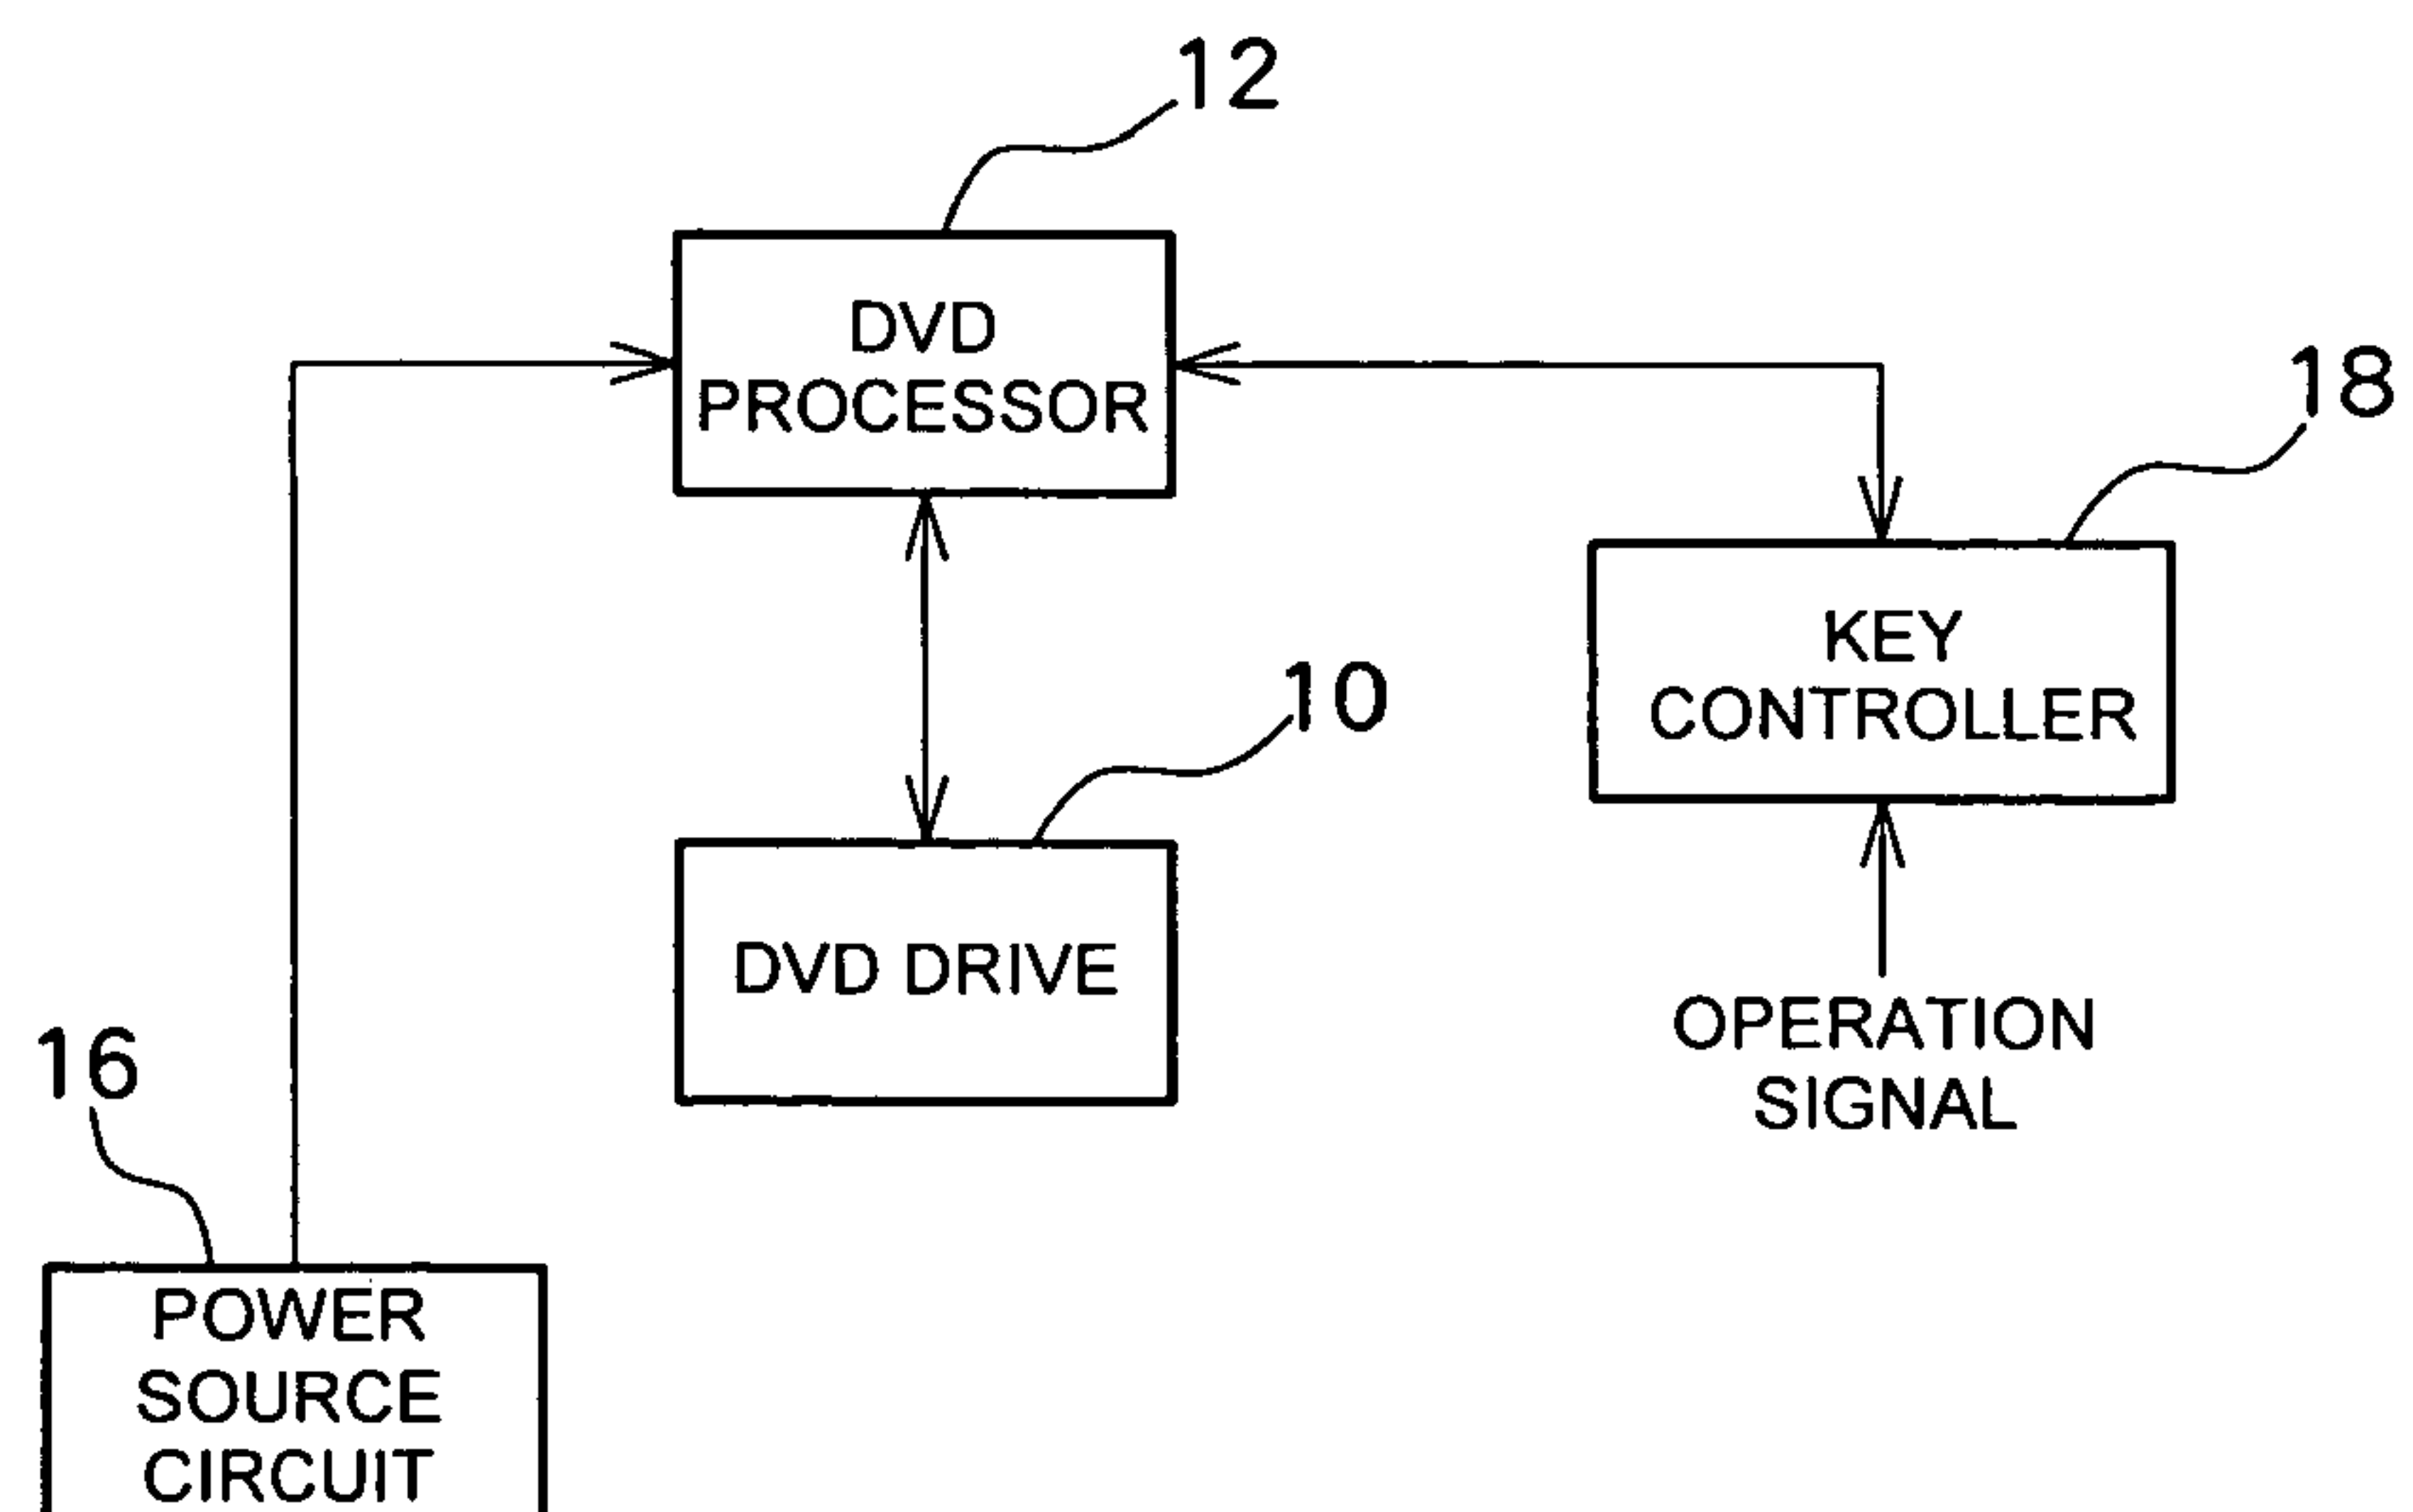 12
DVD
PROCESSOR
18
KEY
CONTROLLER
10
DVD DRIVE
OPERATION
SIGNAL
16
POWER
SOURCE
CIRCUIT